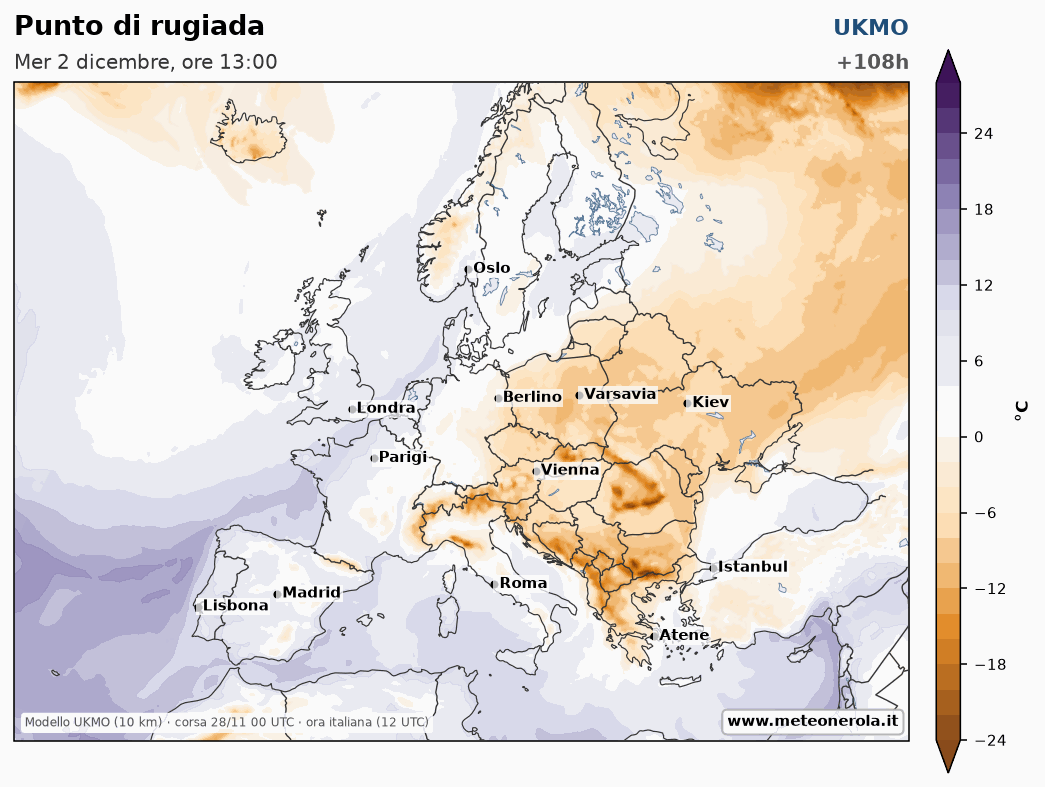 Punto di rugiada
UKMO
Mer 2 dicembre, ore 13:00
+108h
24
18
12
6
0
−6
−12
−18
−24
°C
Oslo
Berlino
Varsavia
Kiev
Londra
Parigi
Vienna
Istanbul
Roma
Madrid
Lisbona
Atene
Modello UKMO (10 km) · corsa 28/11 00 UTC · ora italiana (12 UTC)
www.meteonerola.it